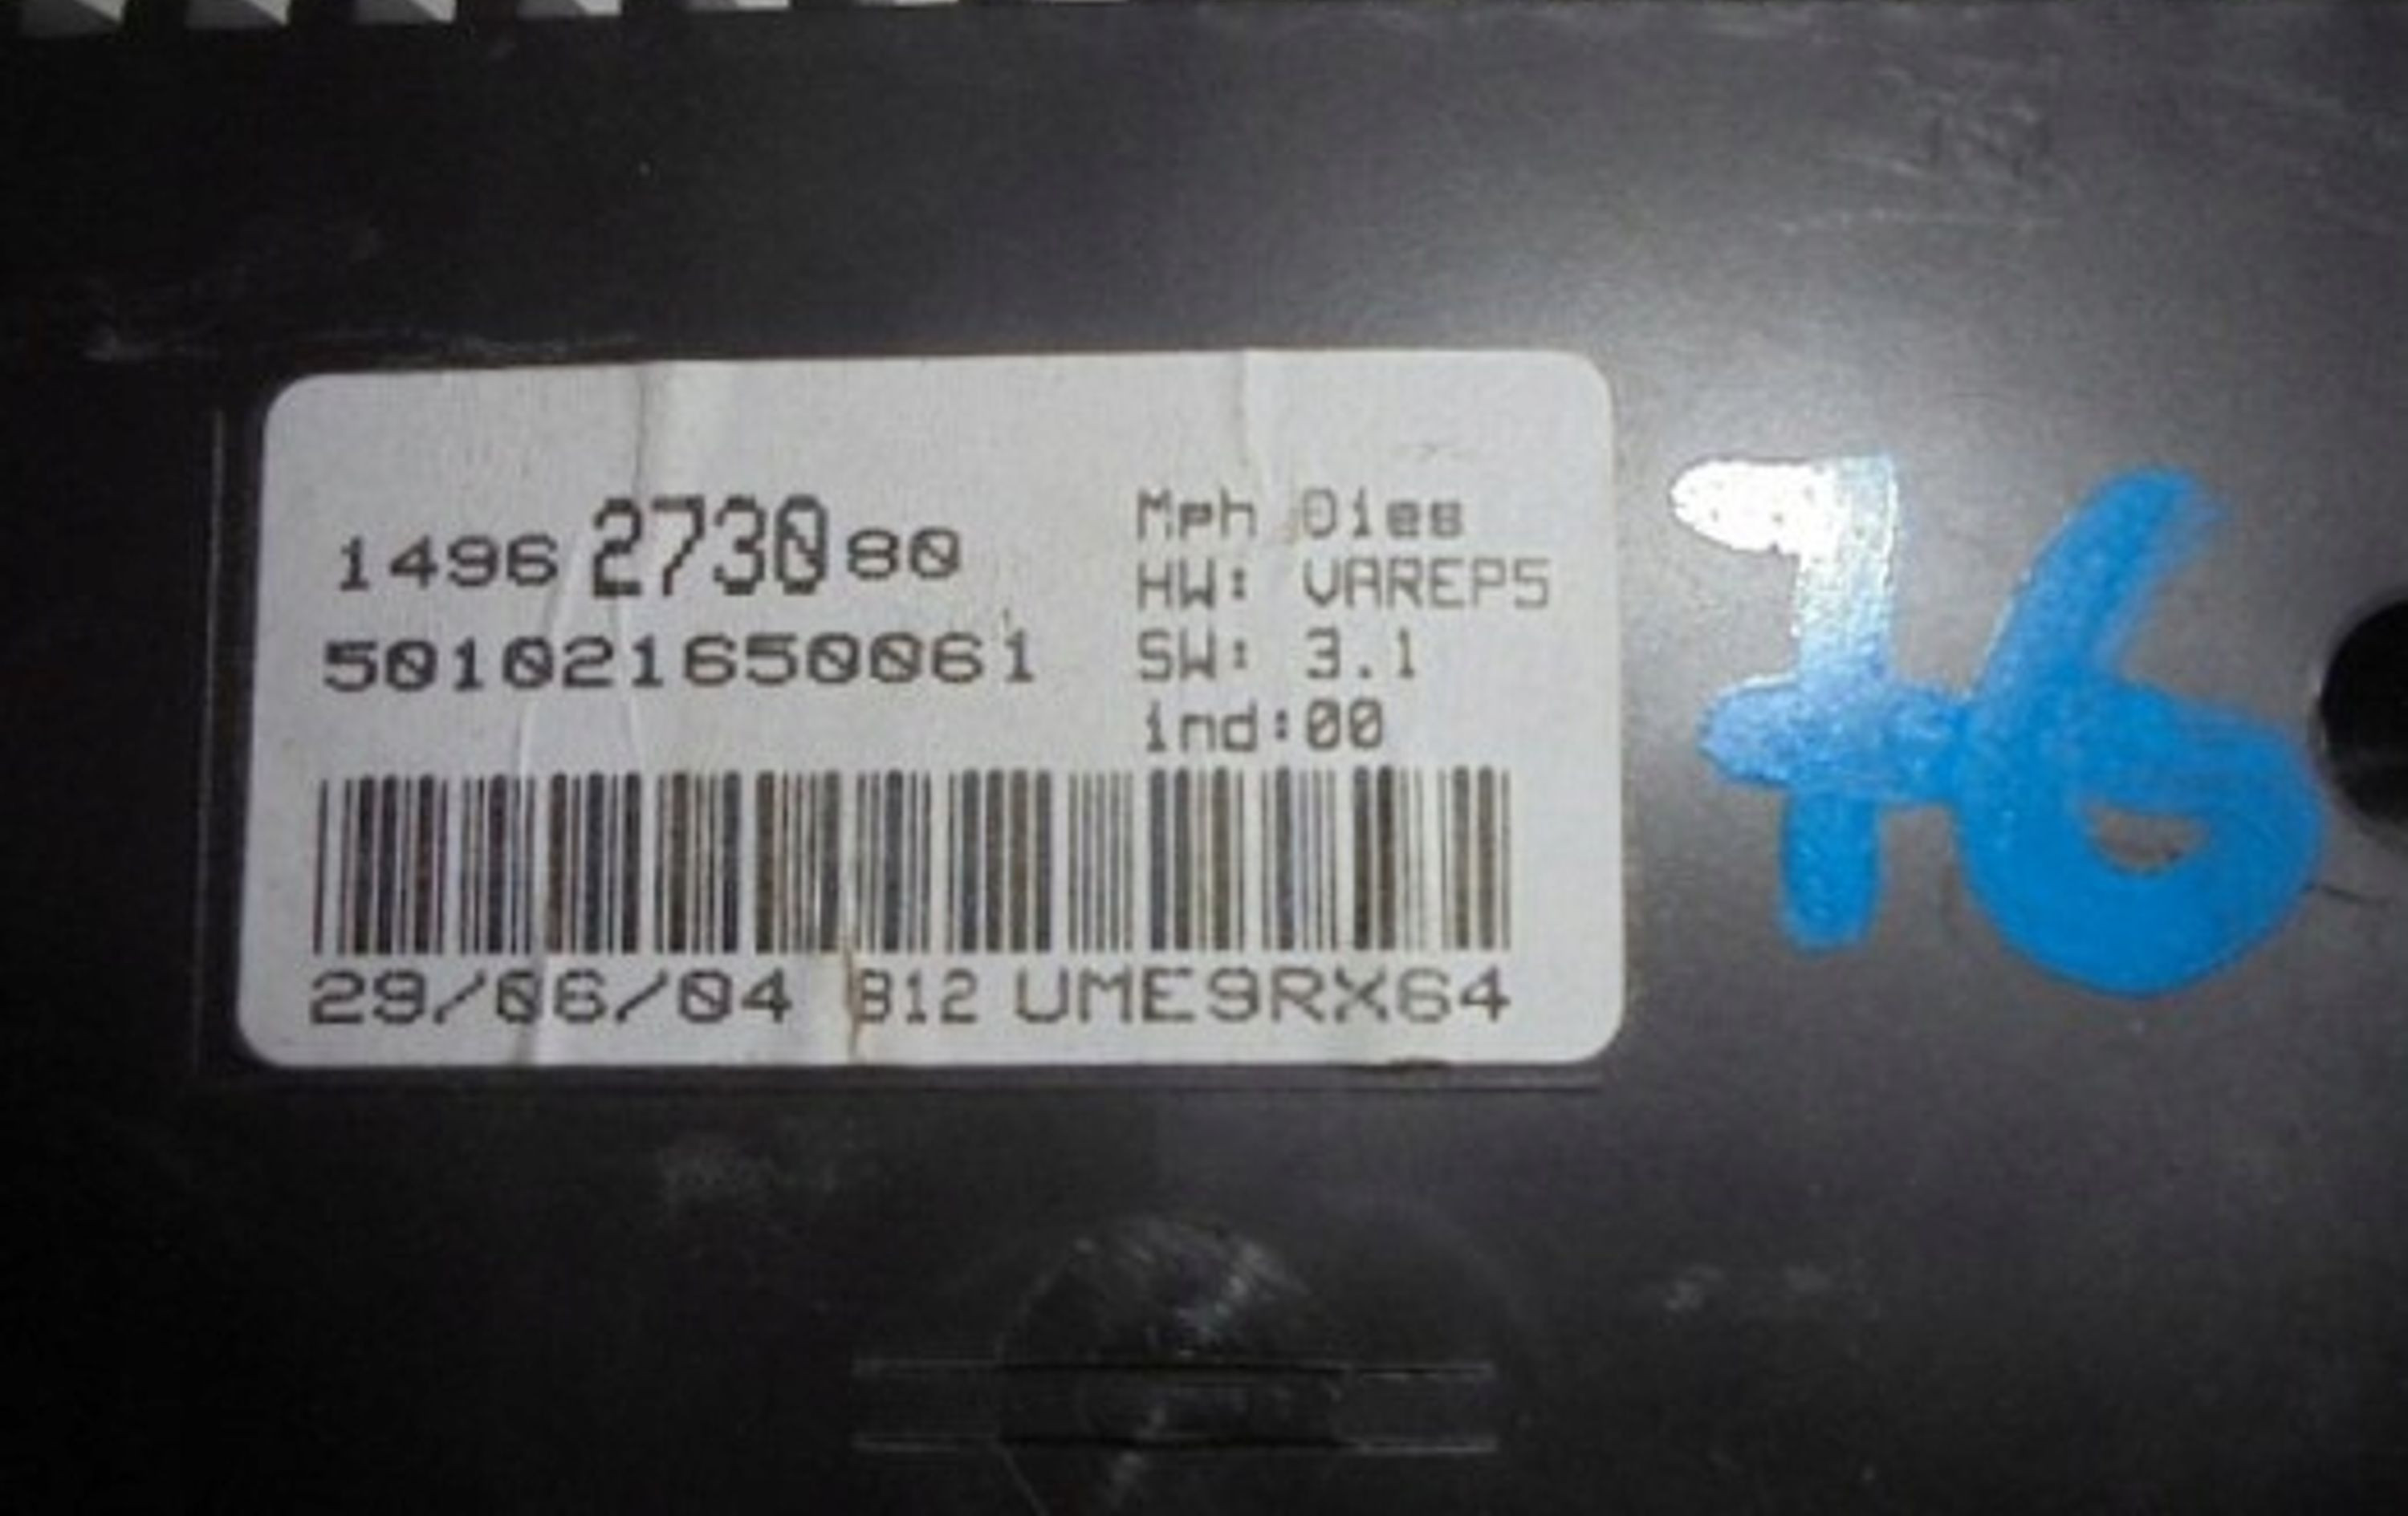 1496 2730 80
501021650061
Mph Dies
HW: VAREP5
SW: 3.1
ind:00
29/06/04 B12 UME9RX64
76